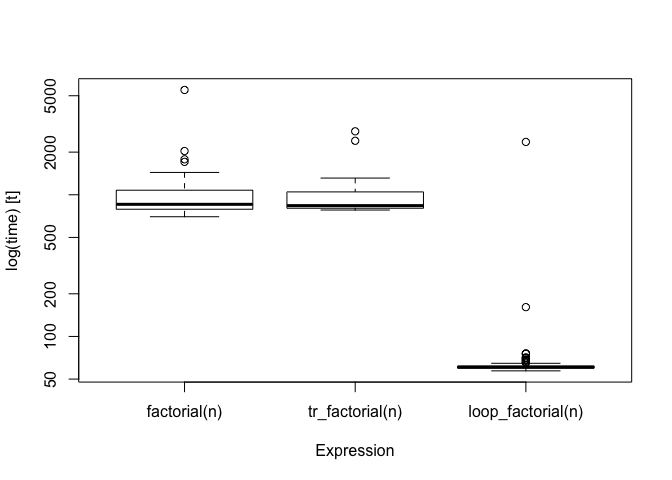 log(time) [t]
5000
2000
500
200
100
50
factorial(n)
tr_factorial(n)
loop_factorial(n)
Expression